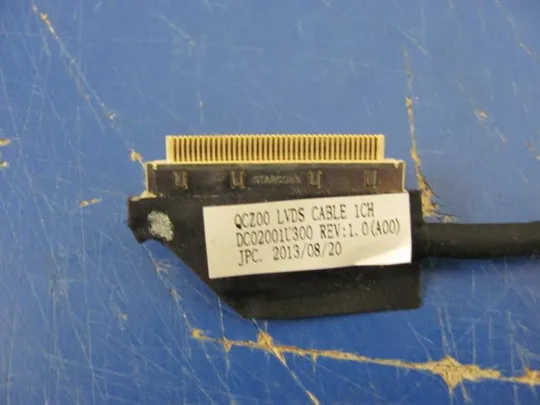 STARCONN
QCZ00 LVDS CABLE 1CH
DC02001U300 REV:1.0(A00)
JPC. 2013/08/20